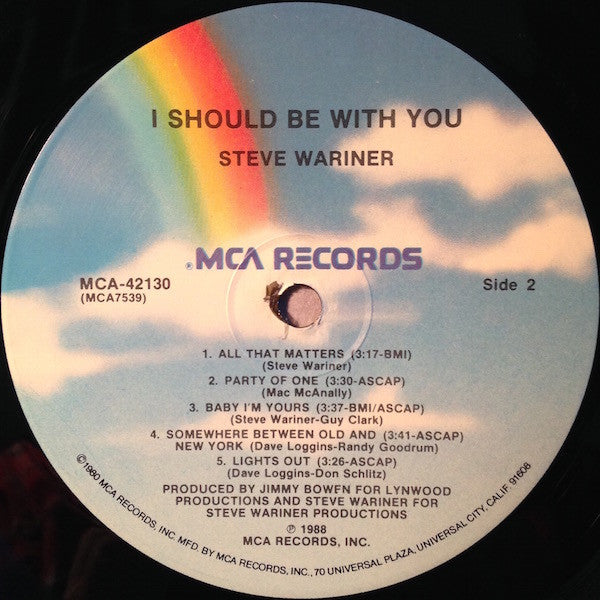 I SHOULD BE WITH YOU
STEVE WARINER
®MCA RECORDS
MCA-42130
(MCA7539)
Side 2
1. ALL THAT MATTERS (3:17-BMI)
(Steve Wariner)
2. PARTY OF ONE (3:30-ASCAP)
(Mac McAnally)
3. BABY I'M YOURS (3:37-BMI/ASCAP)
(Steve Wariner-Guy Clark)
4. SOMEWHERE BETWEEN OLD AND (3:41-ASCAP)
NEW YORK (Dave Loggins-Randy Goodrum)
5. LIGHTS OUT (3:26-ASCAP)
(Dave Loggins-Don Schlitz)
PRODUCED BY JIMMY BOWEN FOR LYNWOOD
PRODUCTIONS AND STEVE WARINER FOR
STEVE WARINER PRODUCTIONS
℗ 1988
MCA RECORDS, INC.
©1980 MCA RECORDS, INC. MFD. BY MCA RECORDS, INC., 70 UNIVERSAL PLAZA, UNIVERSAL CITY, CALIF. 91608